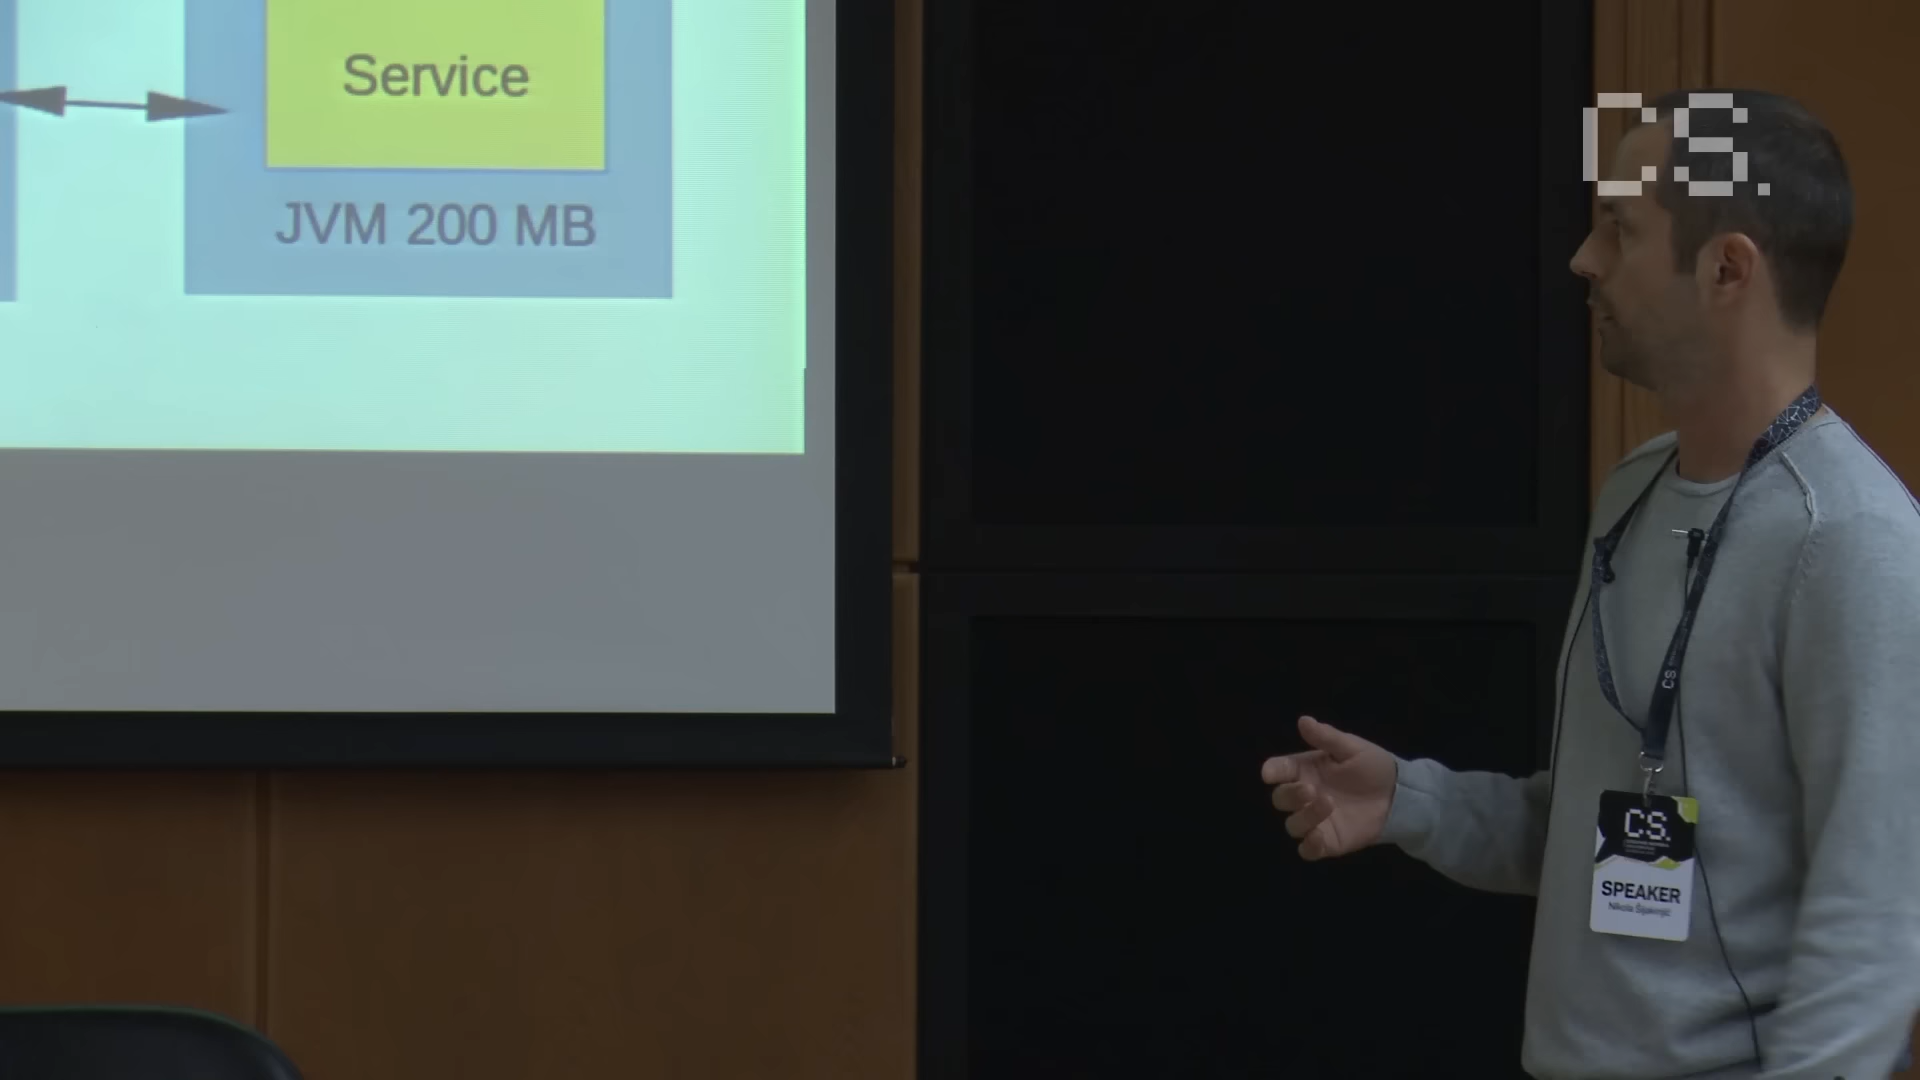 Service
JVM 200 MB
CS.
CS
CS.
SPEAKER